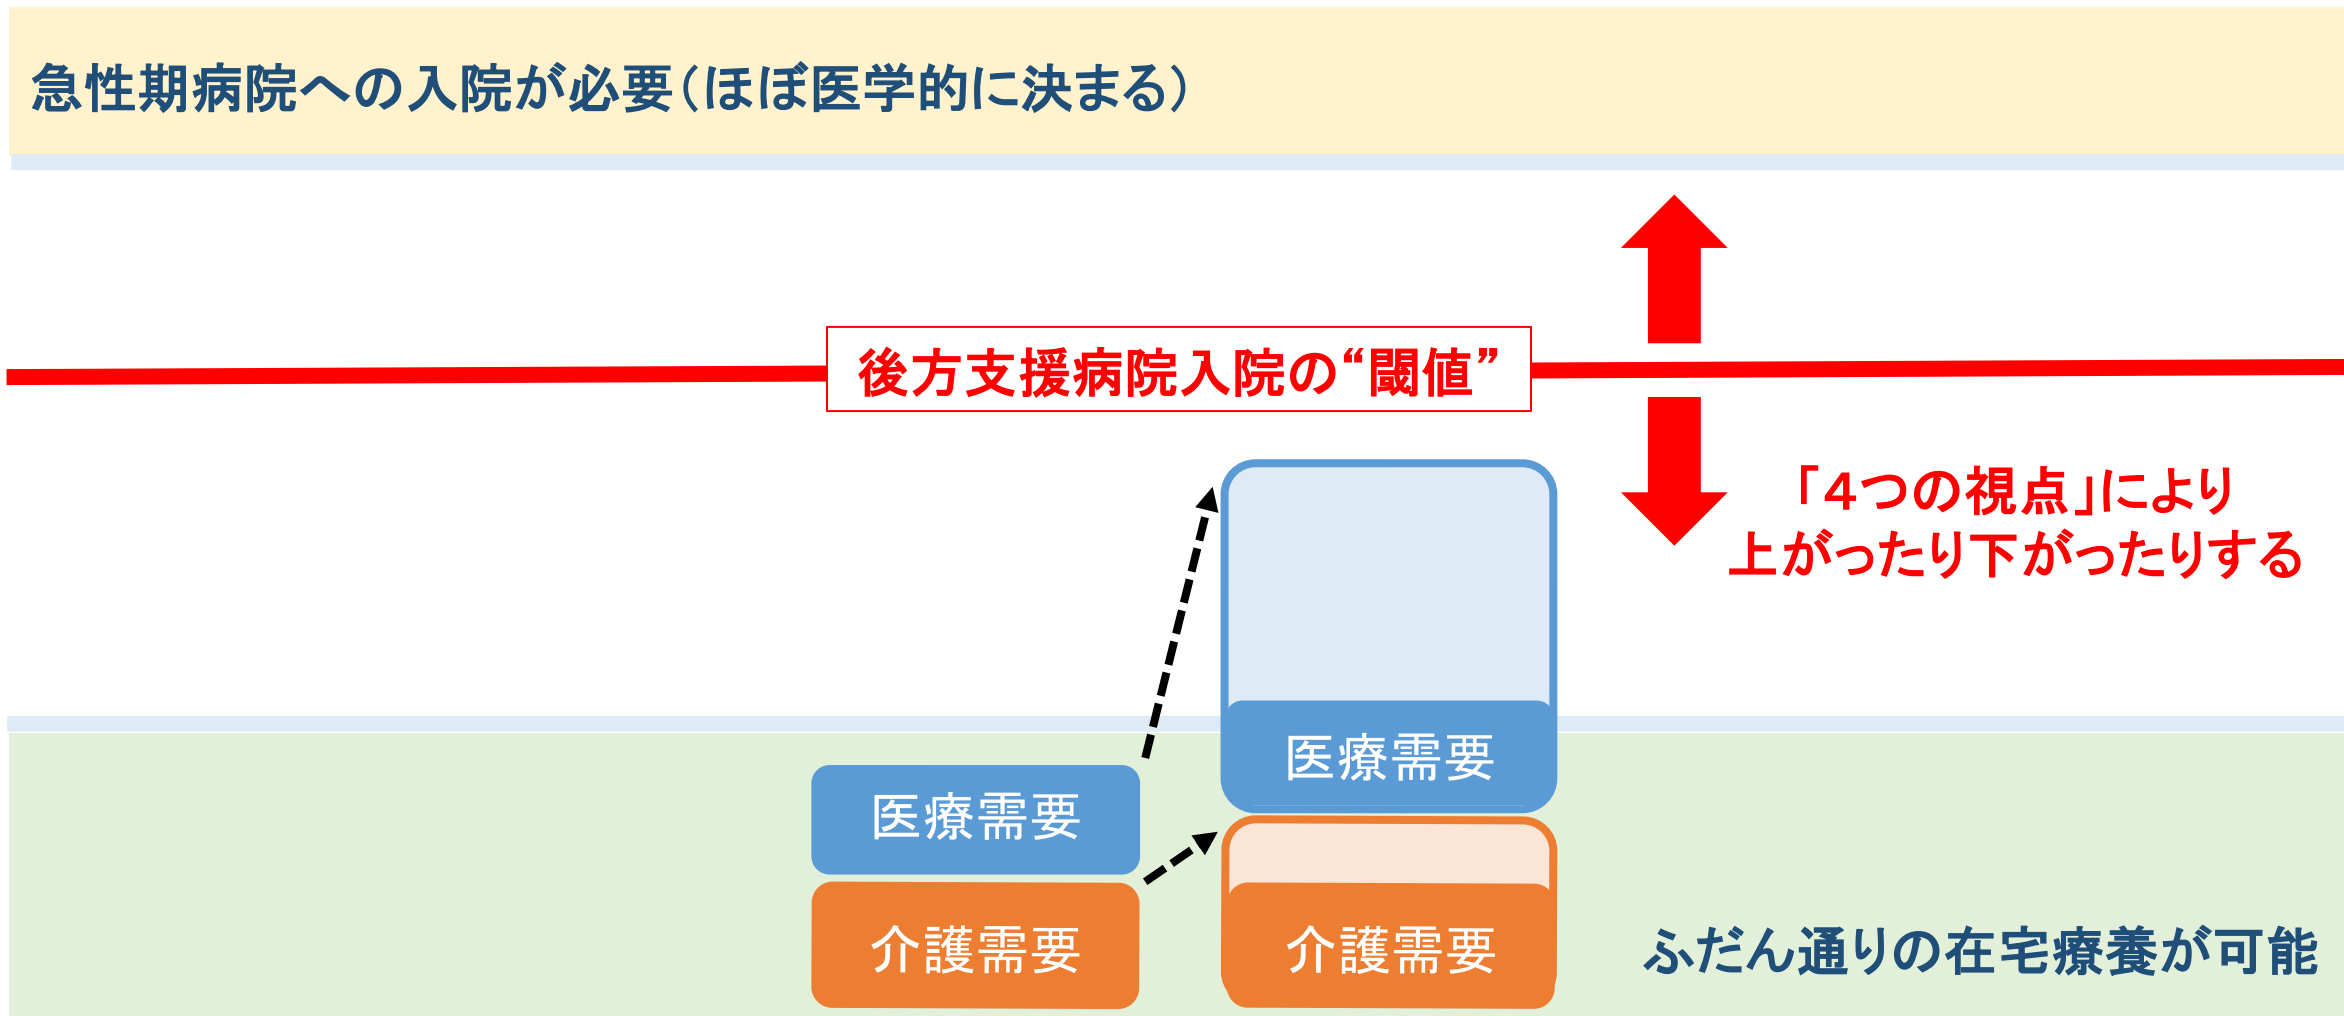 急性期病院への入院が必要（ほぼ医学的に決まる）
後方支援病院入院の“閾値”
「４つの視点」により
上がったり下がったりする
医療需要
医療需要
介護需要
介護需要
ふだん通りの在宅療養が可能